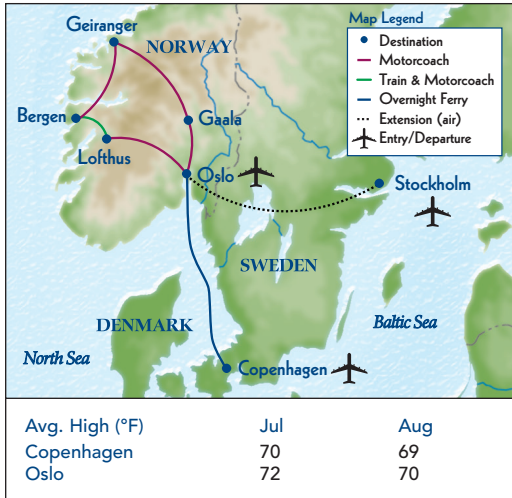 Geiranger
NORWAY
Bergen
Gaala
Lofthus
Oslo
Stockholm
SWEDEN
DENMARK
Baltic Sea
North Sea
Copenhagen
Map Legend
Destination
Motorcoach
Train & Motorcoach
Overnight Ferry
Extension (air)
Entry/Departure
Avg. High (°F) Jul Aug
Copenhagen 70 69
Oslo 72 70